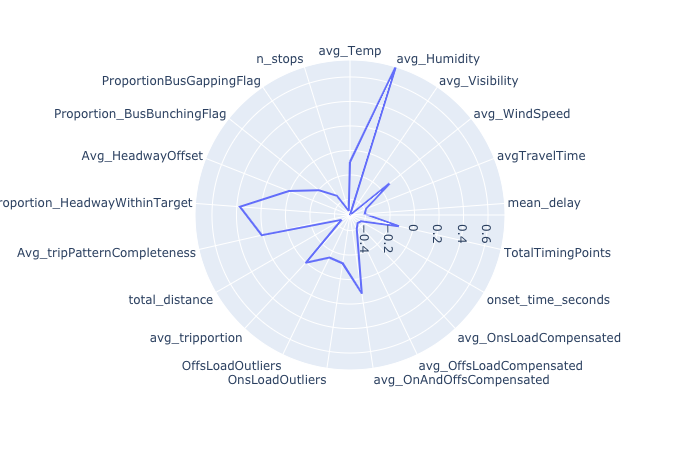 avg_Temp
n_stops
avg_Humidity
ProportionBusGappingFlag
avg_Visibility
Proportion_BusBunchingFlag
avg_WindSpeed
Avg_HeadwayOffset
avgTravelTime
roportion_HeadwayWithinTarget
mean_delay
−0.4
−0.2
0
0.2
0.4
0.6
Avg_tripPatternCompleteness
TotalTimingPoints
total_distance
onset_time_seconds
avg_tripportion
avg_OnsLoadCompensated
OffsLoadOutliers
avg_OffsLoadCompensated
OnsLoadOutliers
avg_OnAndOffsCompensated